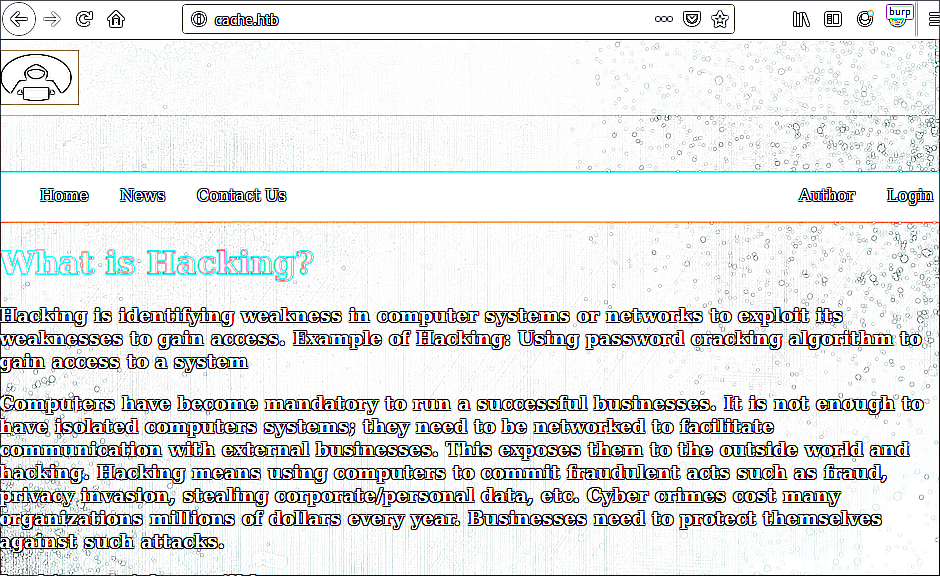 cache.htb
burp
Home News Contact Us Author Login
What is Hacking?
Hacking is identifying weakness in computer systems or networks to exploit its
weaknesses to gain access. Example of Hacking: Using password cracking algorithm to
gain access to a system
Computers have become mandatory to run a successful businesses. It is not enough to
have isolated computers systems; they need to be networked to facilitate
communication with external businesses. This exposes them to the outside world and
hacking. Hacking means using computers to commit fraudulent acts such as fraud,
privacy invasion, stealing corporate/personal data, etc. Cyber crimes cost many
organizations millions of dollars every year. Businesses need to protect themselves
against such attacks.